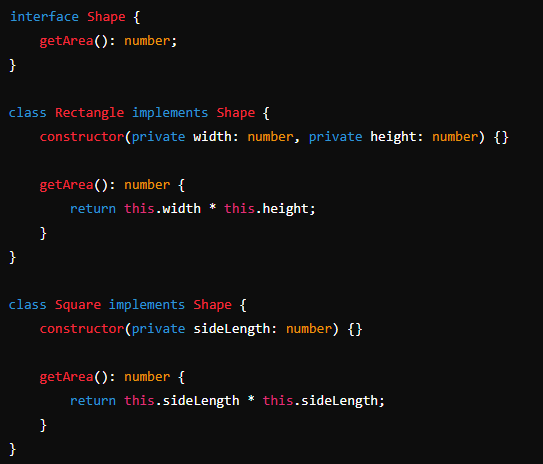 interface Shape {
    getArea(): number;
}

class Rectangle implements Shape {
    constructor(private width: number, private height: number) {}

    getArea(): number {
        return this.width * this.height;
    }
}

class Square implements Shape {
    constructor(private sideLength: number) {}

    getArea(): number {
        return this.sideLength * this.sideLength;
    }
}